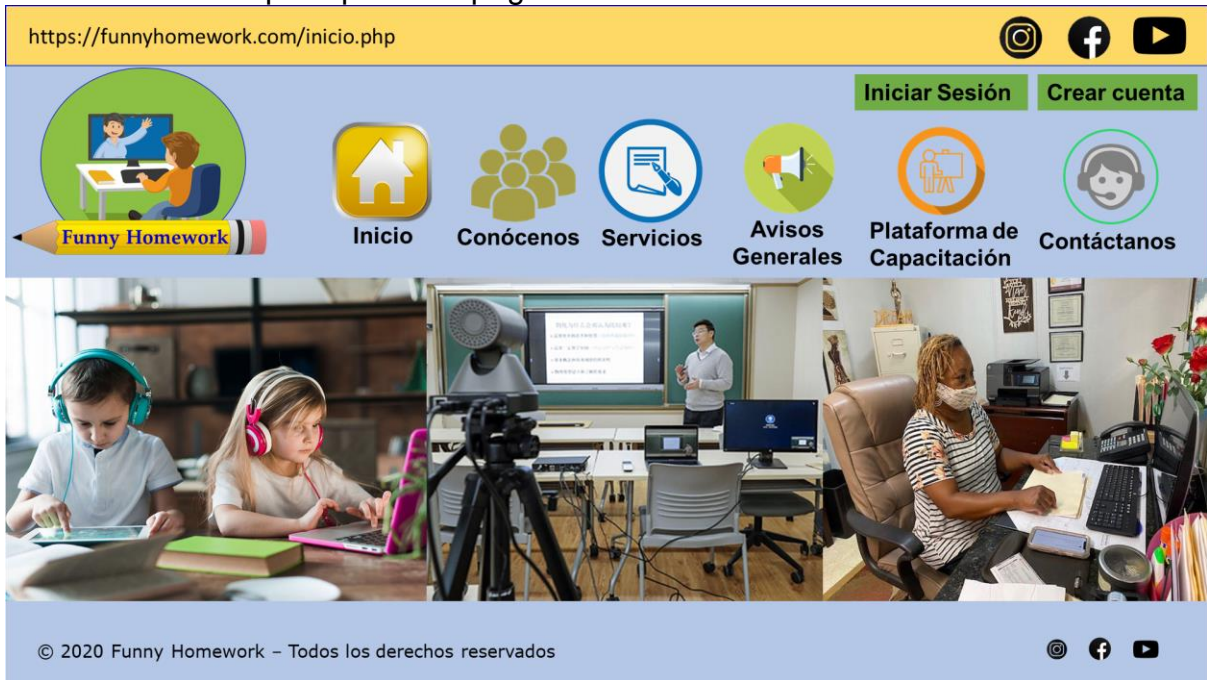 https://funnyhomework.com/inicio.php
Iniciar Sesión
Crear cuenta
Funny Homework
Inicio
Conócenos
Servicios
Avisos
Generales
Plataforma de
Capacitación
Contáctanos
DREAM
© 2020 Funny Homework – Todos los derechos reservados